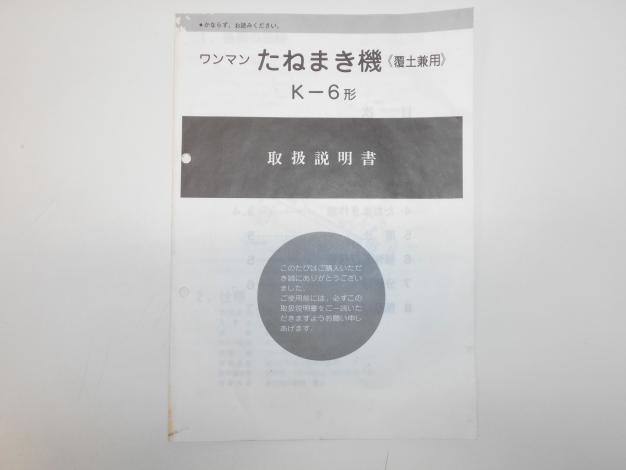 ★かならず、お読みください。
ワンマン たねまき機《覆土兼用》
K－6形
取扱説明書
このたびはご購入いただ
き誠にありがとうござい
ました。
ご使用前には、必ずこの
取扱説明書をご一読いた
だきますようお願い申し
あげます。